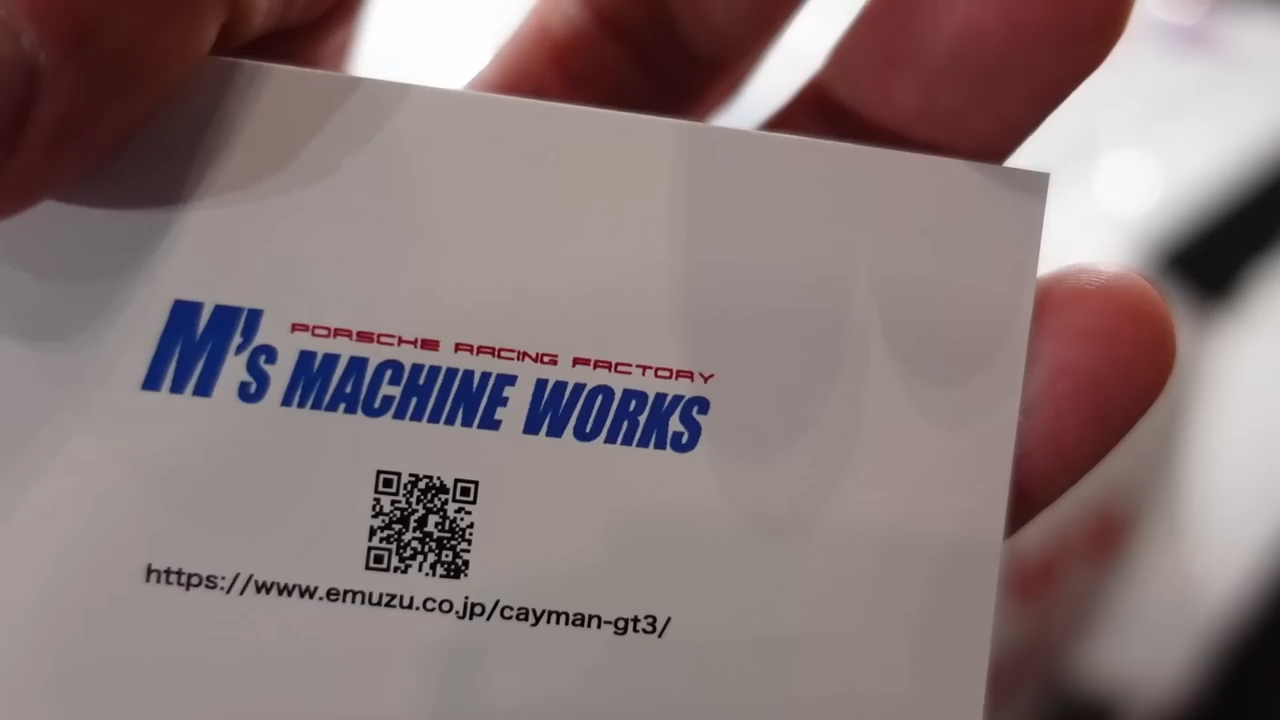 PORSCHE RACING FACTORY
M's MACHINE WORKS
https://www.emuzu.co.jp/cayman-gt3/